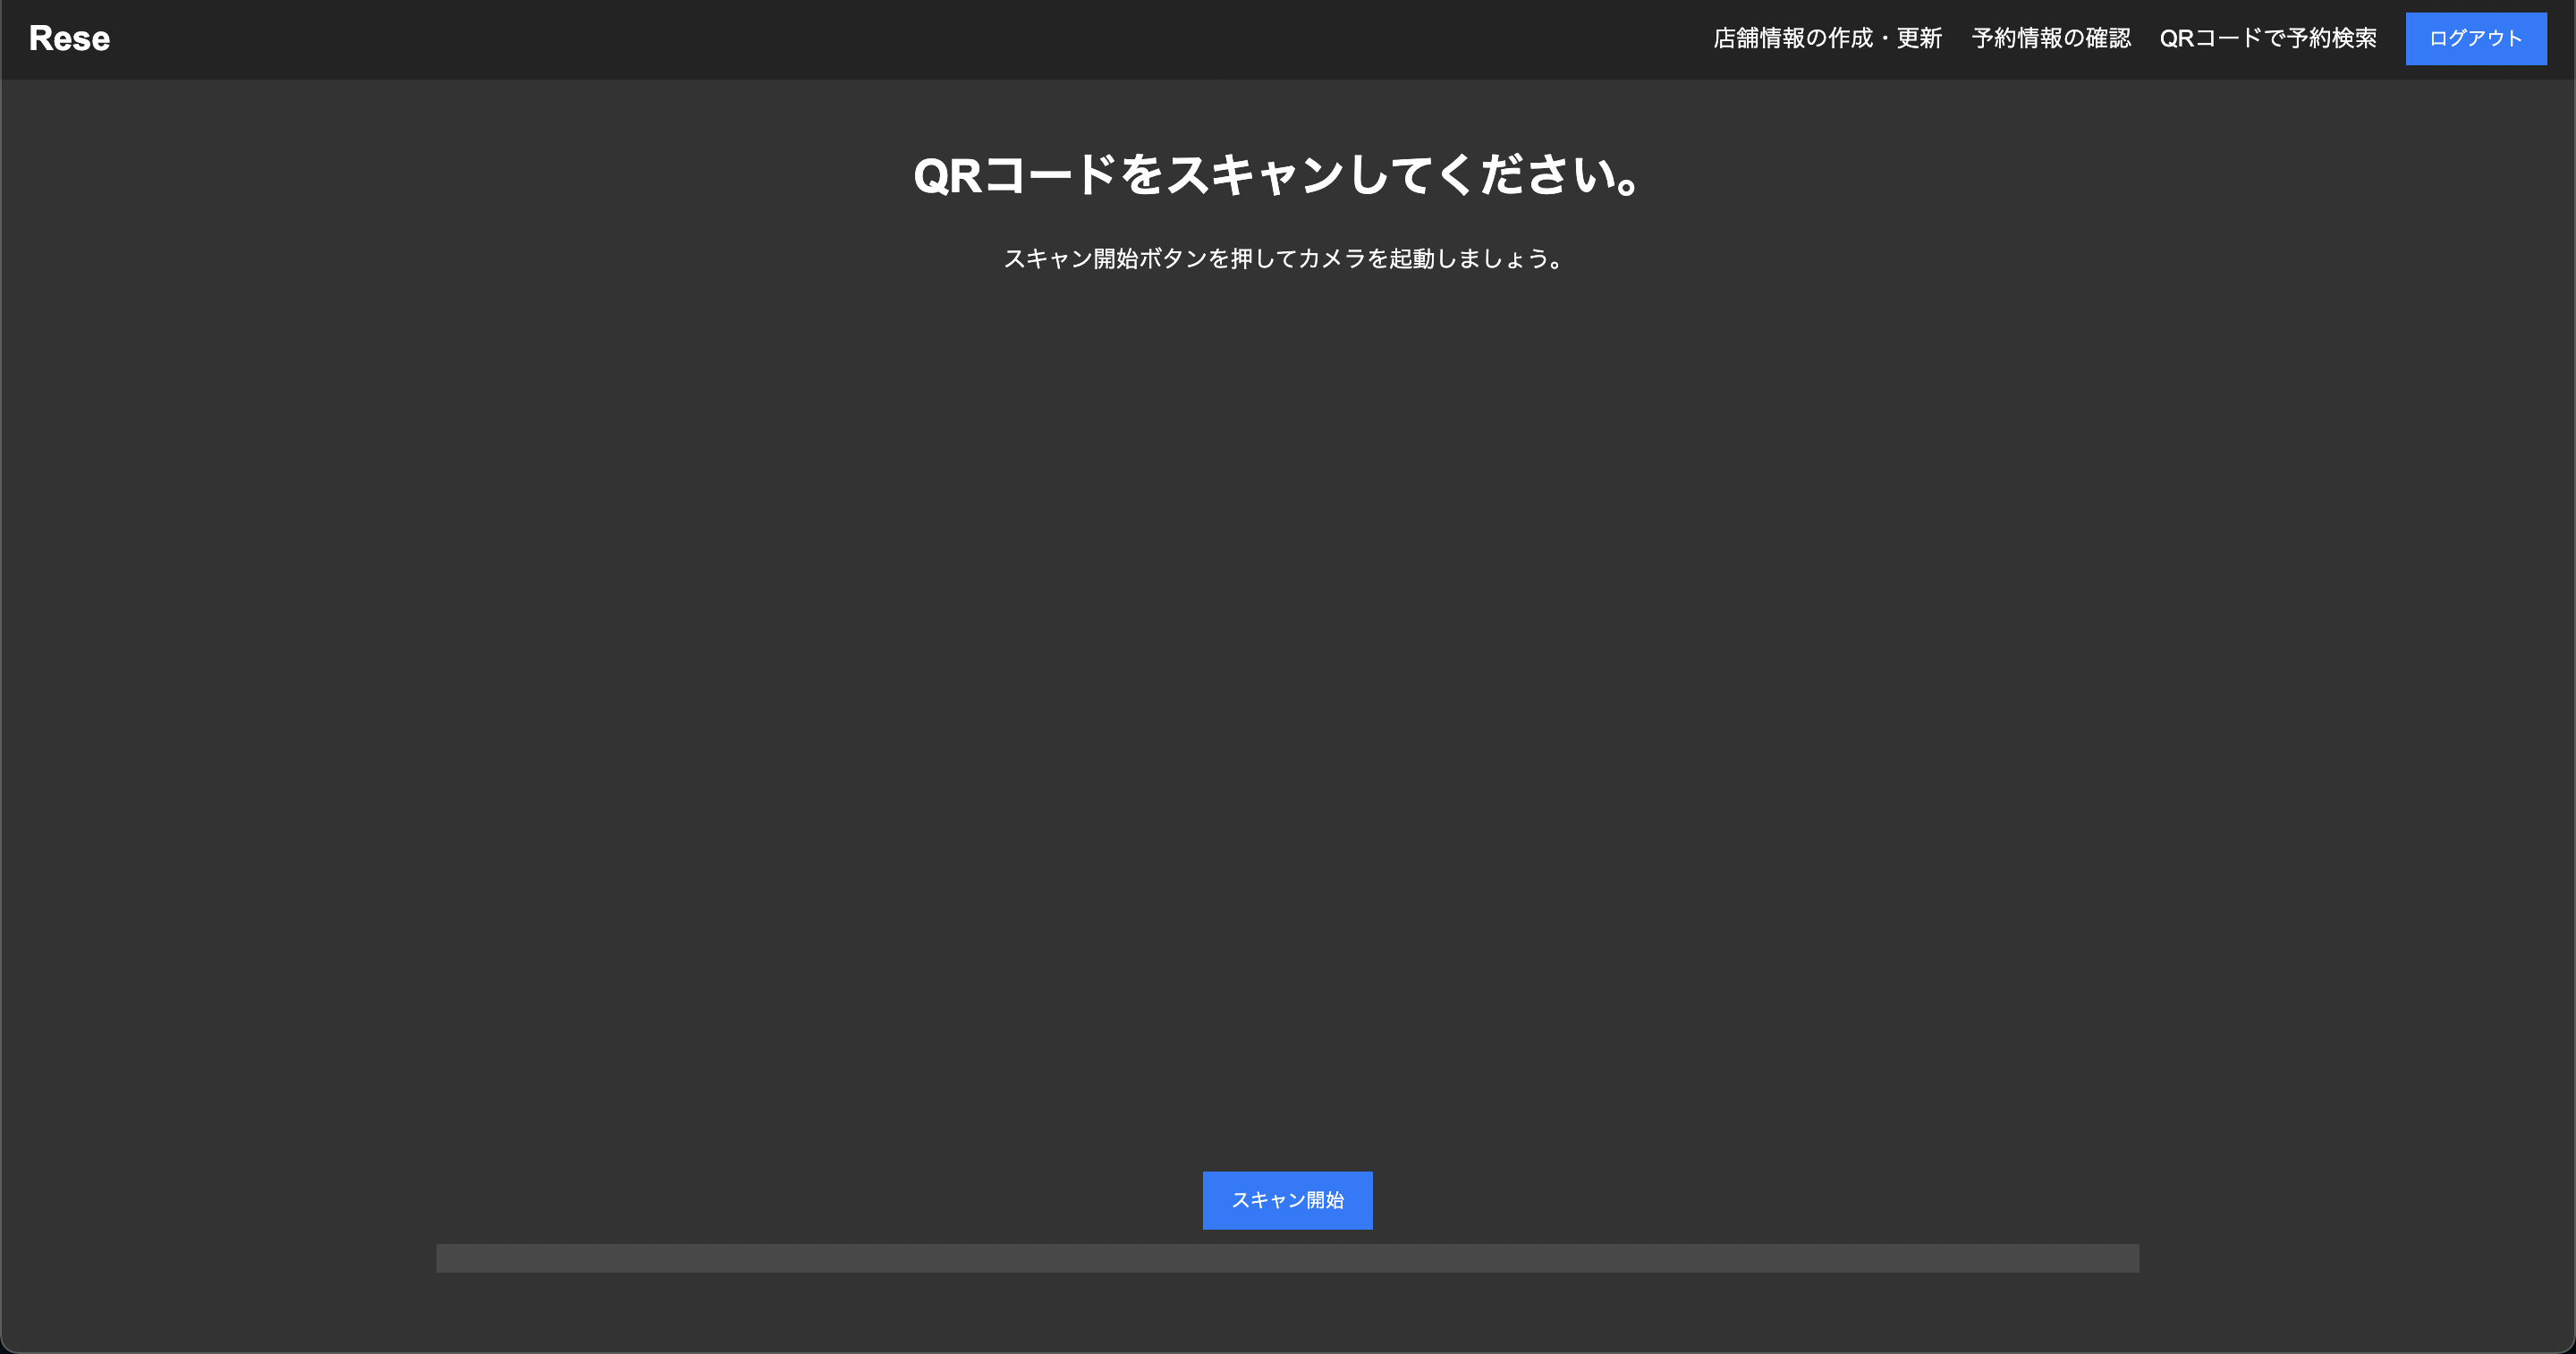 Rese
店舗情報の作成・更新 予約情報の確認 QRコードで予約検索 ログアウト
QRコードをスキャンしてください。
スキャン開始ボタンを押してカメラを起動しましょう。
スキャン開始